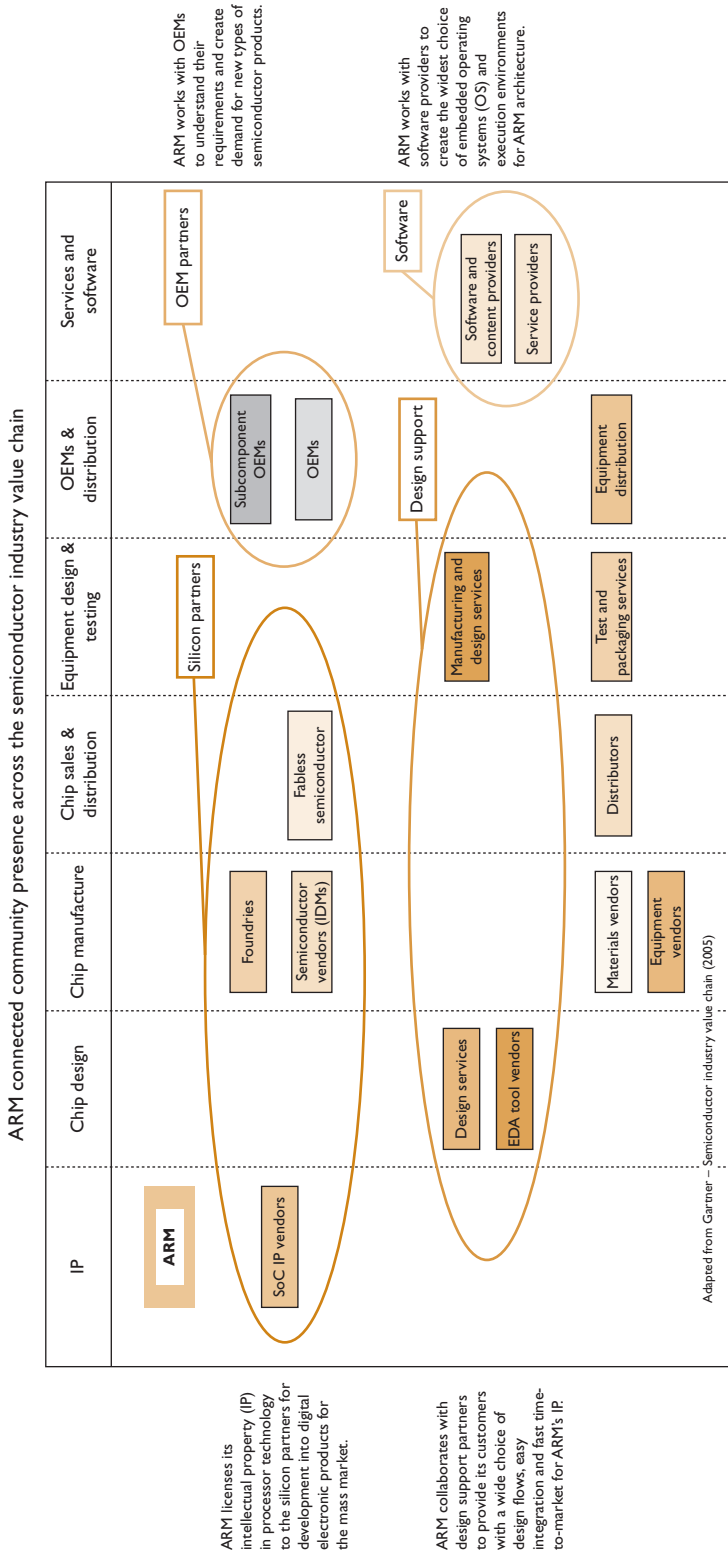 ARM connected community presence across the semiconductor industry value chain
IP
Chip design
Chip manufacture
Chip sales &
distribution
Equipment design &
testing
OEMs &
distribution
Services and
software
ARM licenses its
intellectual property (IP)
in processor technology
to the silicon partners for
development into digital
electronic products for
the mass market.
ARM
Silicon partners
OEM partners
SoC IP vendors
Foundries
Semiconductor
vendors (IDMs)
Fabless
semiconductor
Subcomponent
OEMs
OEMs
ARM works with OEMs
to understand their
requirements and create
demand for new types of
semiconductor products.
ARM collaborates with
design support partners
to provide its customers
with a wide choice of
design flows, easy
integration and fast time-
to-market for ARM's IP.
Design support
Software
Design services
EDA tool vendors
Manufacturing and
design services
Software and
content providers
Service providers
ARM works with
software providers to
create the widest choice
of embedded operating
systems (OS) and
execution environments
for ARM architecture.
Materials vendors
Equipment
vendors
Distributors
Test and
packaging services
Equipment
distribution
Adapted from Gartner – Semiconductor industry value chain (2005)